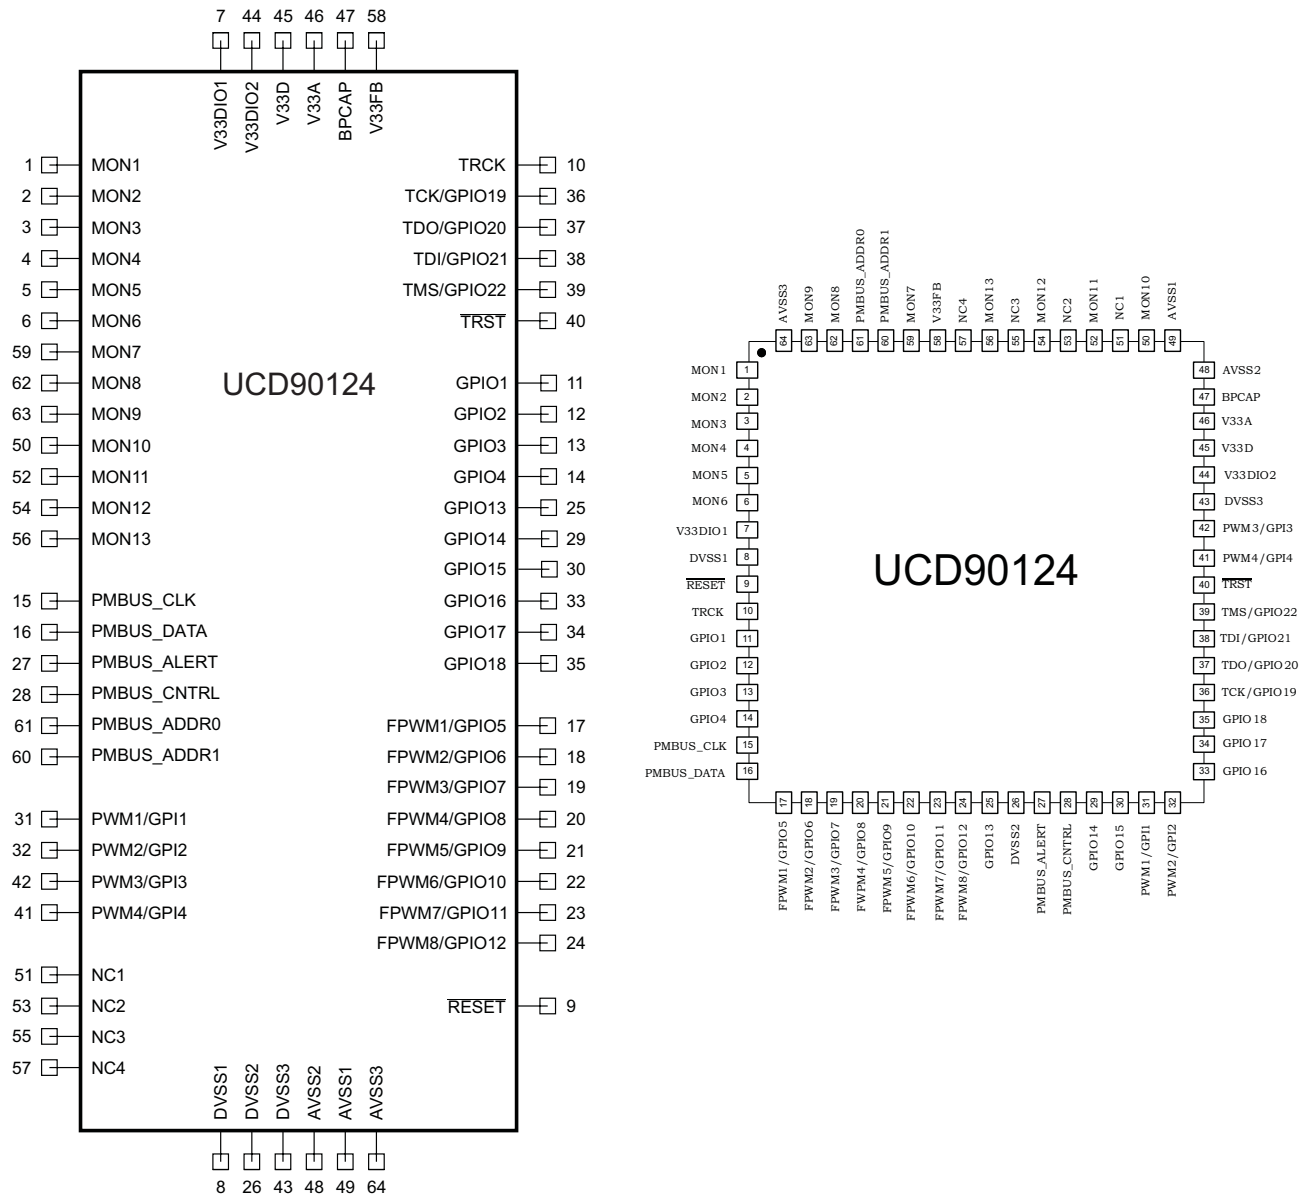 7 44 45 46 47 58
V33DIO1 V33DIO2 V33D V33A BPCAP V33FB
1 MON1 TRCK 10
2 MON2 TCK/GPIO19 36
3 MON3 TDO/GPIO20 37
4 MON4 TDI/GPIO21 38
5 MON5 TMS/GPIO22 39
6 MON6 TRST 40
59 MON7
62 MON8 GPIO1 11
UCD90124
63 MON9 GPIO2 12
50 MON10 GPIO3 13
52 MON11 GPIO4 14
54 MON12 GPIO13 25
56 MON13 GPIO14 29
GPIO15 30
15 PMBUS_CLK GPIO16 33
16 PMBUS_DATA GPIO17 34
27 PMBUS_ALERT GPIO18 35
28 PMBUS_CNTRL
61 PMBUS_ADDR0 FPWM1/GPIO5 17
60 PMBUS_ADDR1 FPWM2/GPIO6 18
FPWM3/GPIO7 19
31 PWM1/GPI1 FPWM4/GPIO8 20
32 PWM2/GPI2 FPWM5/GPIO9 21
42 PWM3/GPI3 FPWM6/GPIO10 22
41 PWM4/GPI4 FPWM7/GPIO11 23
FPWM8/GPIO12 24
51 NC1
53 NC2 RESET 9
55 NC3
57 NC4
DVSS1 DVSS2 DVSS3 AVSS2 AVSS1 AVSS3
8 26 43 48 49 64
AVSS3 MON9 MON8 PMBUS_ADDR0 PMBUS_ADDR1 MON7 V33FB NC4 MON13 NC3 MON12 NC2 MON11 NC1 MON10 AVSS1
64 63 62 61 60 59 58 57 56 55 54 53 52 51 50 49
MON1 1 48 AVSS2
MON2 2 47 BPCAP
MON3 3 46 V33A
MON4 4 45 V33D
MON5 5 44 V33DIO2
MON6 6 43 DVSS3
V33DIO1 7 42 PWM3/GPI3
DVSS1 8 41 PWM4/GPI4
UCD90124
RESET 9 40 TRST
TRCK 10 39 TMS/GPIO22
GPIO1 11 38 TDI/GPIO21
GPIO2 12 37 TDO/GPIO20
GPIO3 13 36 TCK/GPIO19
GPIO4 14 35 GPIO18
PMBUS_CLK 15 34 GPIO17
PMBUS_DATA 16 33 GPIO16
17 18 19 20 21 22 23 24 25 26 27 28 29 30 31 32
FPWM1/GPIO5 FPWM2/GPIO6 FPWM3/GPIO7 FWPM4/GPIO8 FPWM5/GPIO9 FPWM6/GPIO10 FPWM7/GPIO11 FPWM8/GPIO12 GPIO13 DVSS2 PMBUS_ALERT PMBUS_CNTRL GPIO14 GPIO15 PWM1/GPI1 PWM2/GPI2